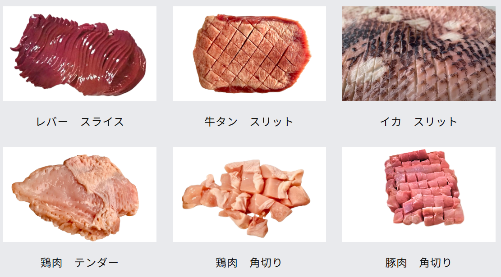 レバー　スライス
牛タン　スリット
イカ　スリット
鶏肉　テンダー
鶏肉　角切り
豚肉　角切り